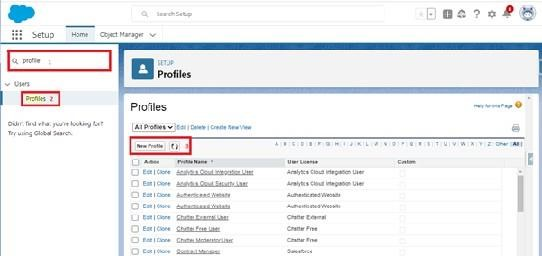 salesforce
Search Setup
Setup
Home
Object Manager
profile 1
Users
Profiles 2
Didn't find what you're looking for?
Try using Global Search.
SETUP
Profiles
Profiles
Help for this Page
All Profiles Edit | Delete | Create New View
New Profile 3
A | B | C | D | E | F | G | H | I | J | K | L | M | N | O | P | Q | R | S | T | U | V | W | X | Y | Z | Other | All
Action Profile Name User License Custom
Edit | Clone Analytics Cloud Integration User Analytics Cloud Integration User
Edit | Clone Analytics Cloud Security User Analytics Cloud Integration User
Edit | Clone Authenticated Website Authenticated Website
Edit | Clone Authenticated Website Authenticated Website
Edit | Clone Chatter External User Chatter External
Edit | Clone Chatter Free User Chatter Free
Edit | Clone Chatter Moderator User Chatter Free
Edit | Clone Contract Manager Salesforce